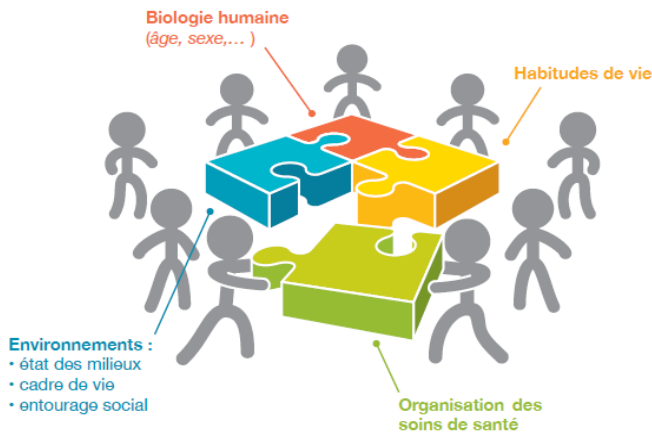 Biologie humaine
(âge, sexe,... )
Habitudes de vie
Environnements :
• état des milieux
• cadre de vie
• entourage social
Organisation des
soins de santé